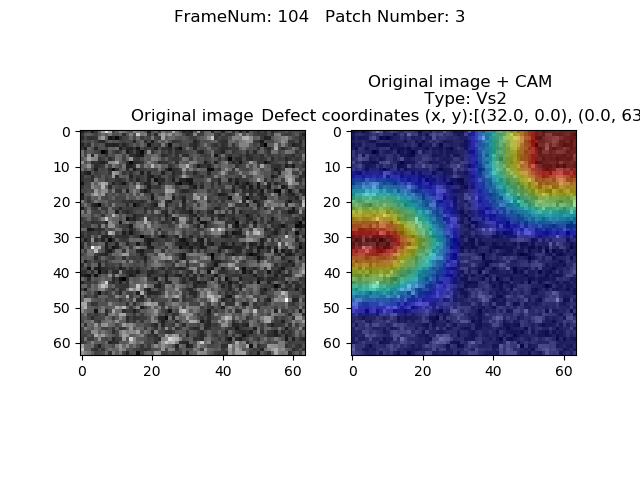 FrameNum: 104   Patch Number: 3
Original image + CAM
Type: Vs2
Original image
Defect coordinates (x, y):[(32.0, 0.0), (0.0, 63
0
10
20
30
40
50
60
0 20 40 60
0
10
20
30
40
50
60
0 20 40 60